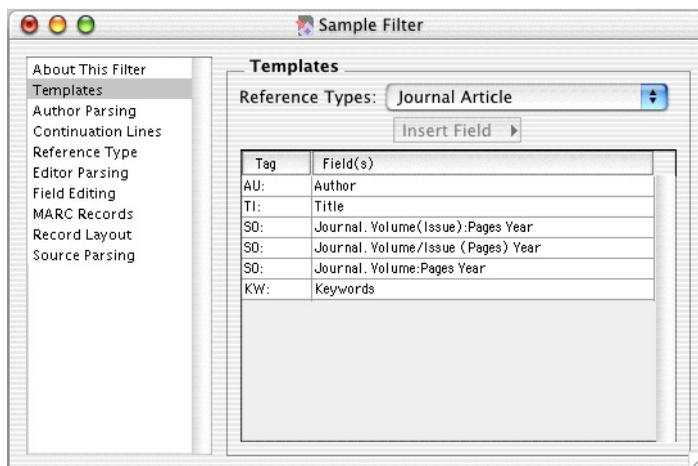 Sample Filter
About This Filter
Templates
Author Parsing
Continuation Lines
Reference Type
Editor Parsing
Field Editing
MARC Records
Record Layout
Source Parsing
Templates
Reference Types: Journal Article
Insert Field
Tag Field(s)
AU: Author
TI: Title
SO: Journal. Volume(Issue):Pages Year
SO: Journal. Volume/Issue (Pages) Year
SO: Journal. Volume:Pages Year
KW: Keywords